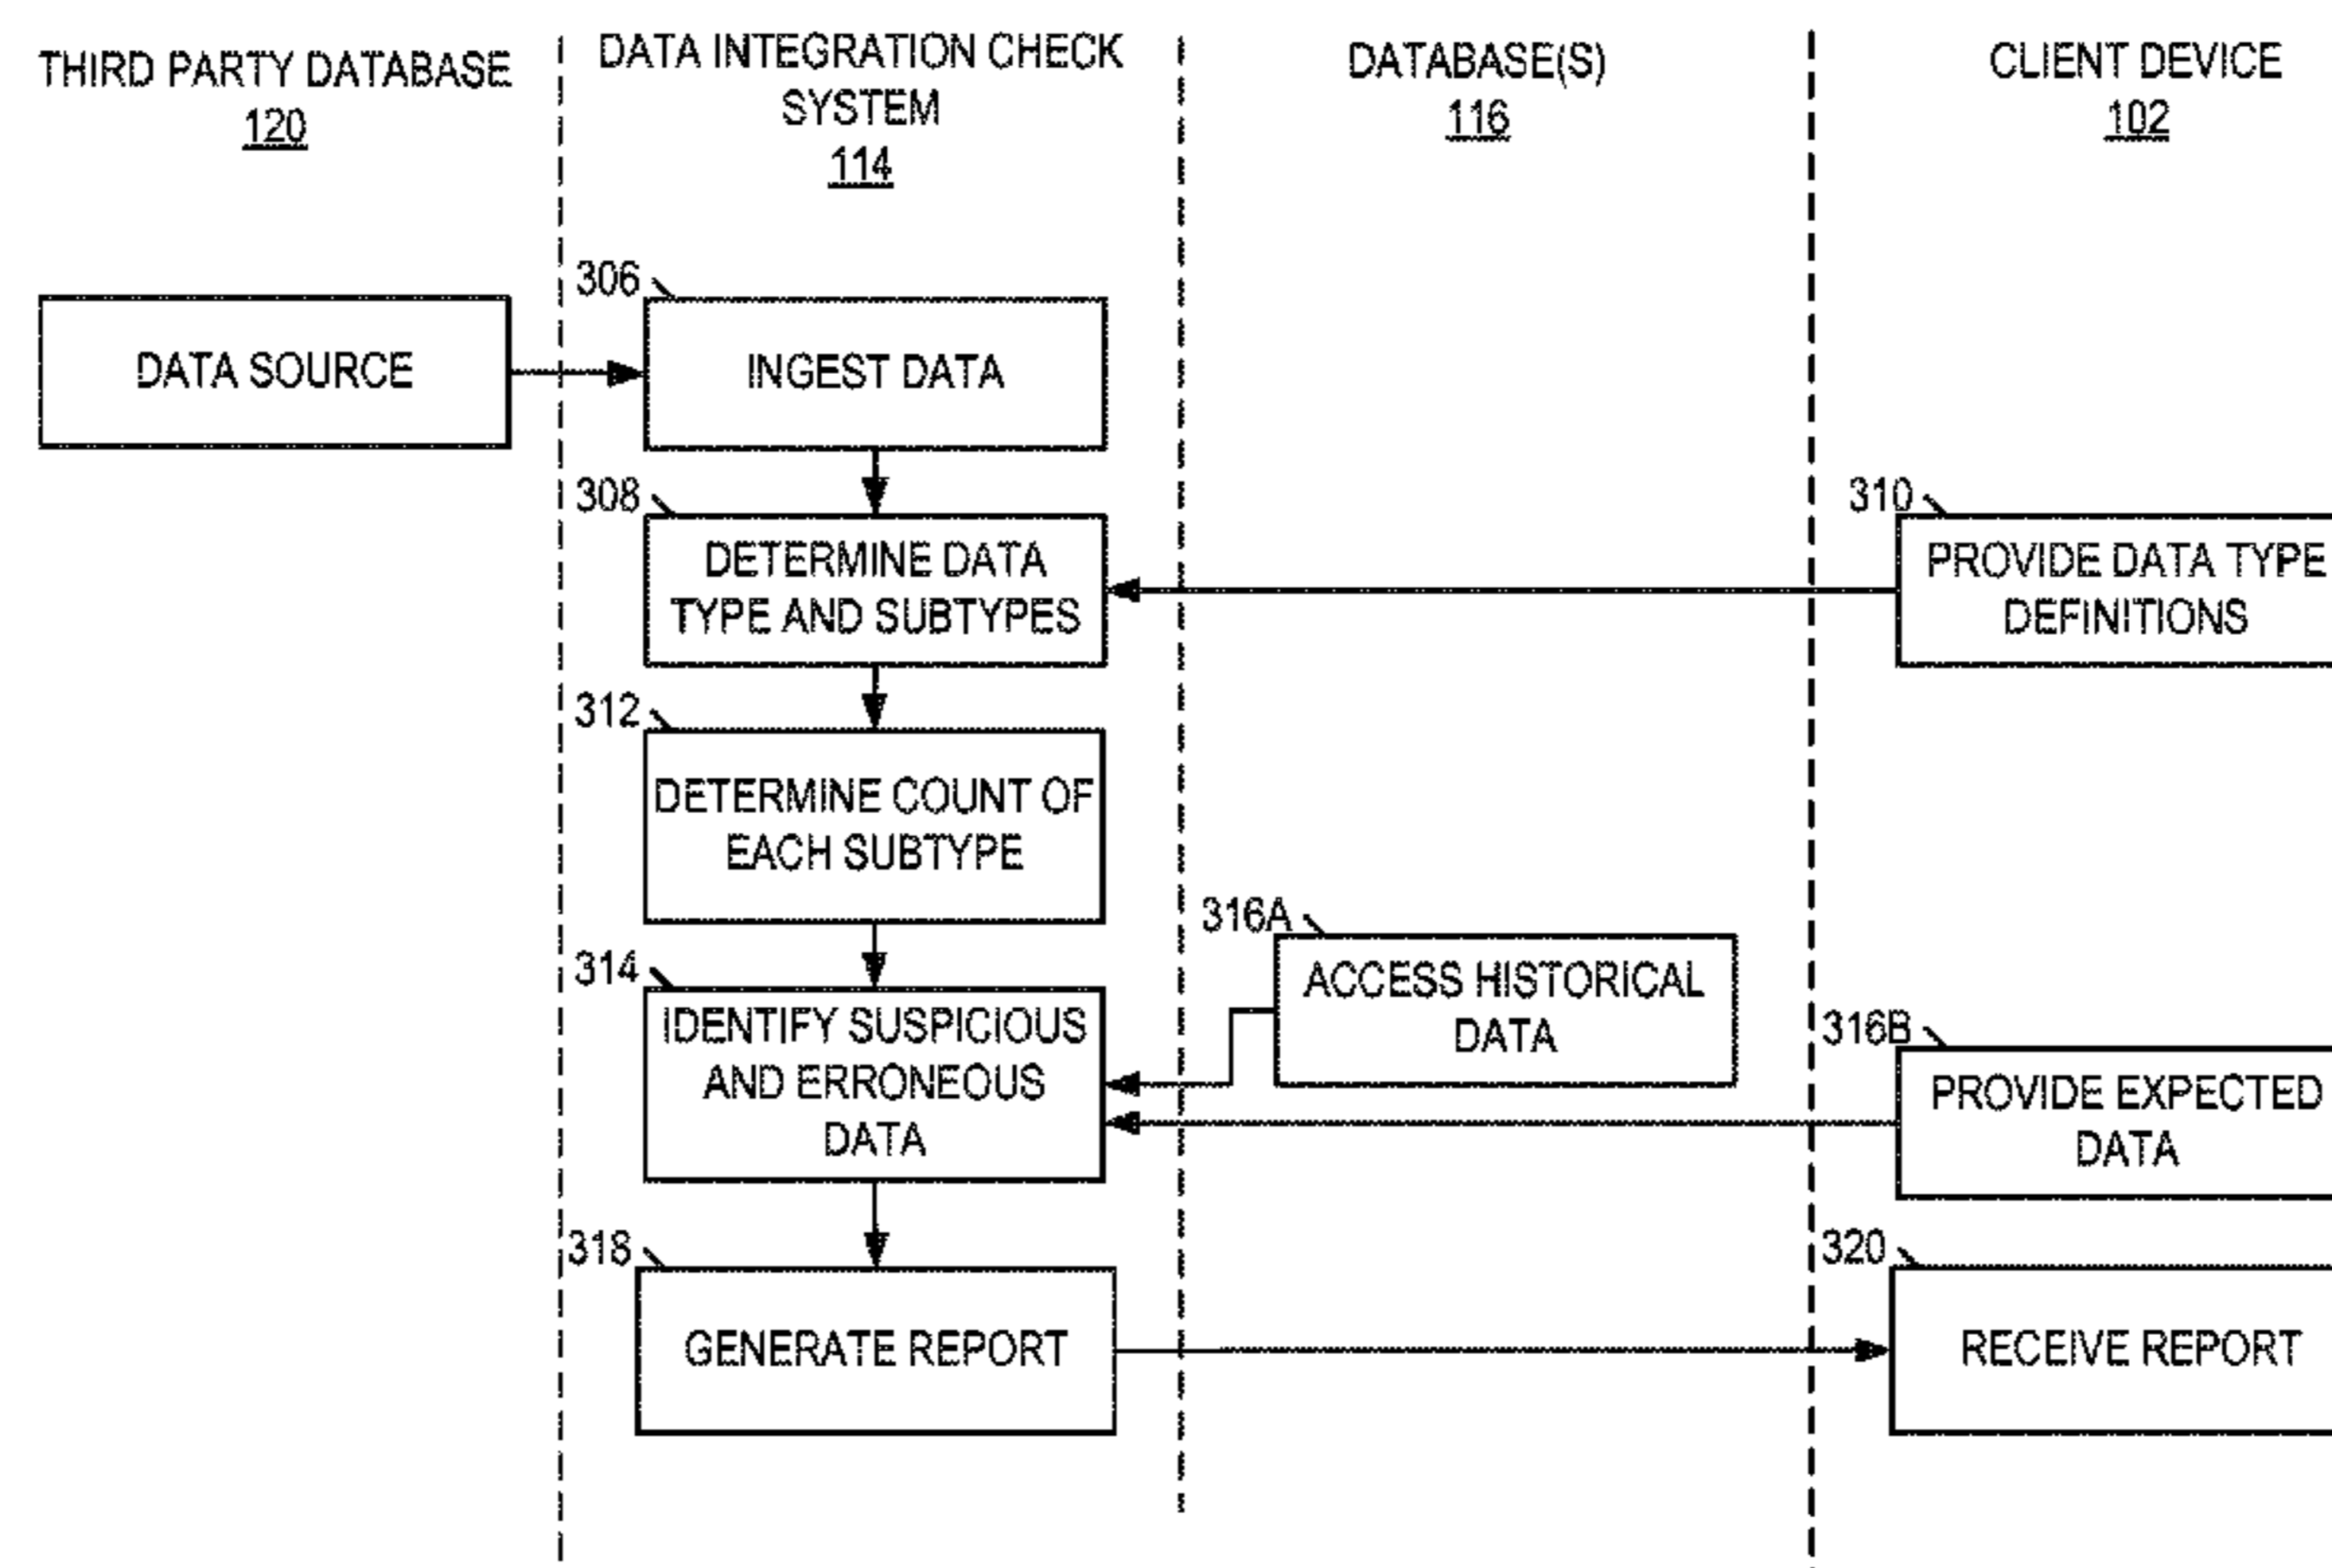 THIRD PARTY DATABASE
120
DATA INTEGRATION CHECK
SYSTEM
114
DATABASE(S)
116
CLIENT DEVICE
102
DATA SOURCE
306
INGEST DATA
308
DETERMINE DATA
TYPE AND SUBTYPES
310
PROVIDE DATA TYPE
DEFINITIONS
312
DETERMINE COUNT OF
EACH SUBTYPE
314
IDENTIFY SUSPICIOUS
AND ERRONEOUS
DATA
316A
ACCESS HISTORICAL
DATA
316B
PROVIDE EXPECTED
DATA
318
GENERATE REPORT
320
RECEIVE REPORT